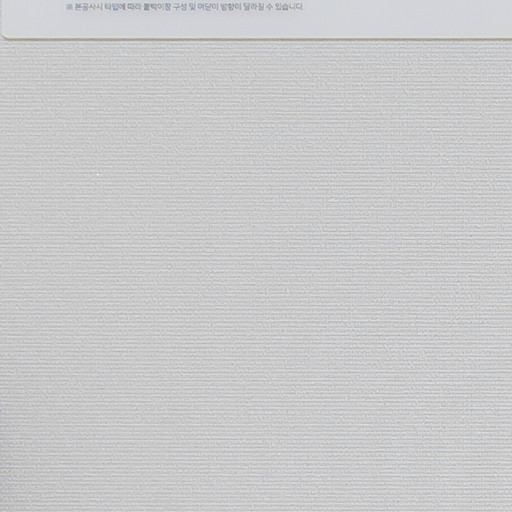 ※ 본공사시 타입에 따라 붙박이장 구성 및 여닫이 방향이 달라질 수 있습니다.